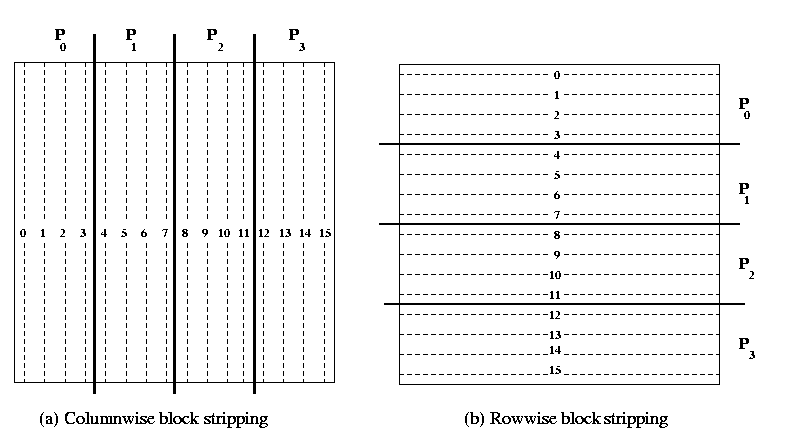 P0 P1 P2 P3
0 1 2 3 4 5 6 7 8 9 10 11 12 13 14 15
(a) Columnwise block stripping
0
1
2
3
P0
4
5
6
7
P1
8
9
10
11
P2
12
13
14
15
P3
(b) Rowwise block stripping